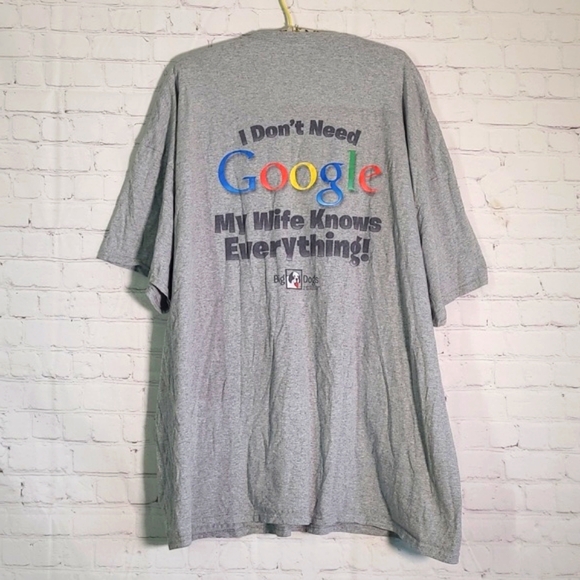 I Don't Need
Google
My Wife Knows
Everything!
Big Dogs